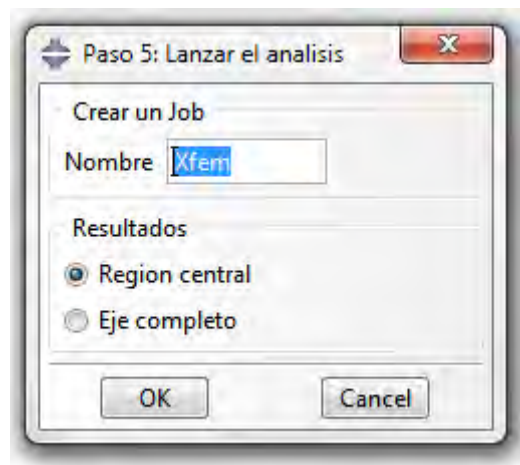 Paso 5: Lanzar el analisis
Crear un Job
Nombre Xfem
Resultados
Region central
Eje completo
OK Cancel